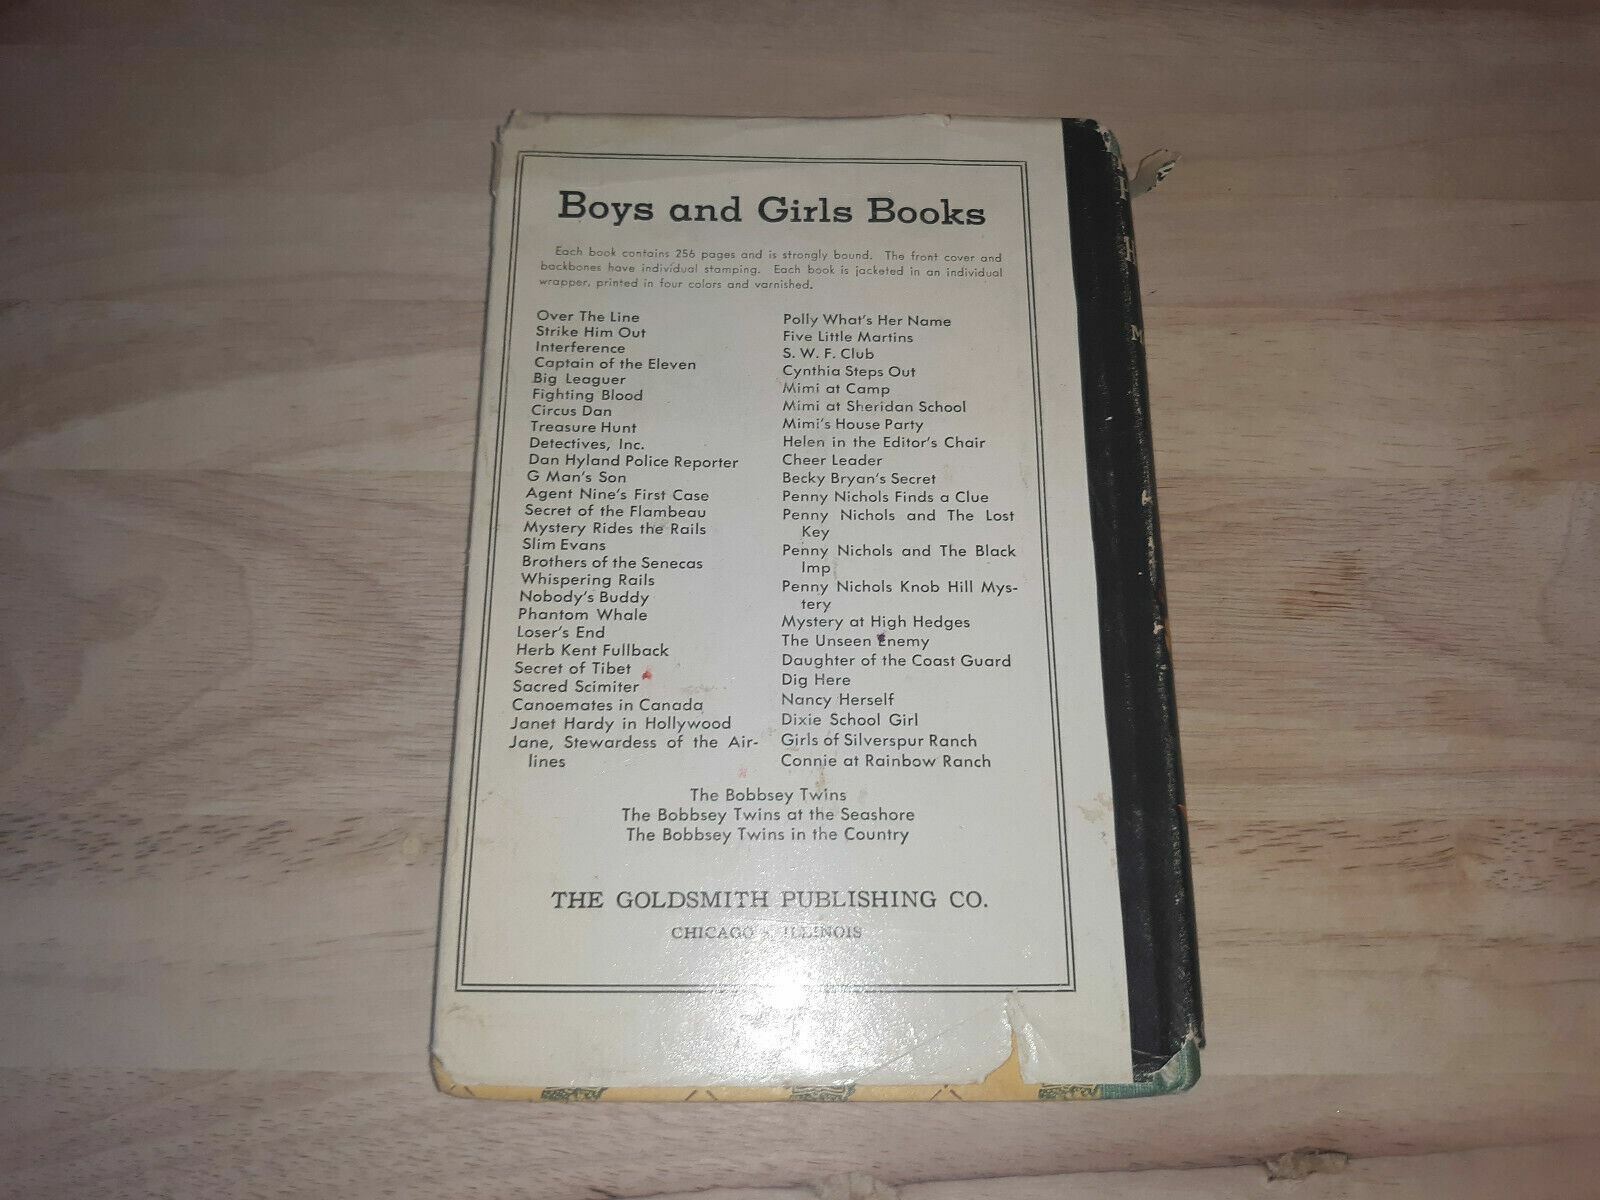 Boys and Girls Books
Each book contains 256 pages and is strongly bound. The front cover and
backbones have individual stamping. Each book is jacketed in an individual
wrapper, printed in four colors and varnished.
Over The Line
Strike Him Out
Interference
Captain of the Eleven
Big Leaguer
Fighting Blood
Circus Dan
Treasure Hunt
Detectives, Inc.
Dan Hyland Police Reporter
G Man's Son
Agent Nine's First Case
Secret of the Flambeau
Mystery Rides the Rails
Slim Evans
Brothers of the Senecas
Whispering Rails
Nobody's Buddy
Phantom Whale
Loser's End
Herb Kent Fullback
Secret of Tibet
Sacred Scimiter
Canoemates in Canada
Janet Hardy in Hollywood
Jane, Stewardess of the Air-
lines
Polly What's Her Name
Five Little Martins
S. W. F. Club
Cynthia Steps Out
Mimi at Camp
Mimi at Sheridan School
Mimi's House Party
Helen in the Editor's Chair
Cheer Leader
Becky Bryan's Secret
Penny Nichols Finds a Clue
Penny Nichols and The Lost
Key
Penny Nichols and The Black
Imp
Penny Nichols Knob Hill Mys-
tery
Mystery at High Hedges
The Unseen Enemy
Daughter of the Coast Guard
Dig Here
Nancy Herself
Dixie School Girl
Girls of Silverspur Ranch
Connie at Rainbow Ranch
The Bobbsey Twins
The Bobbsey Twins at the Seashore
The Bobbsey Twins in the Country
THE GOLDSMITH PUBLISHING CO.
CHICAGO ILLINOIS